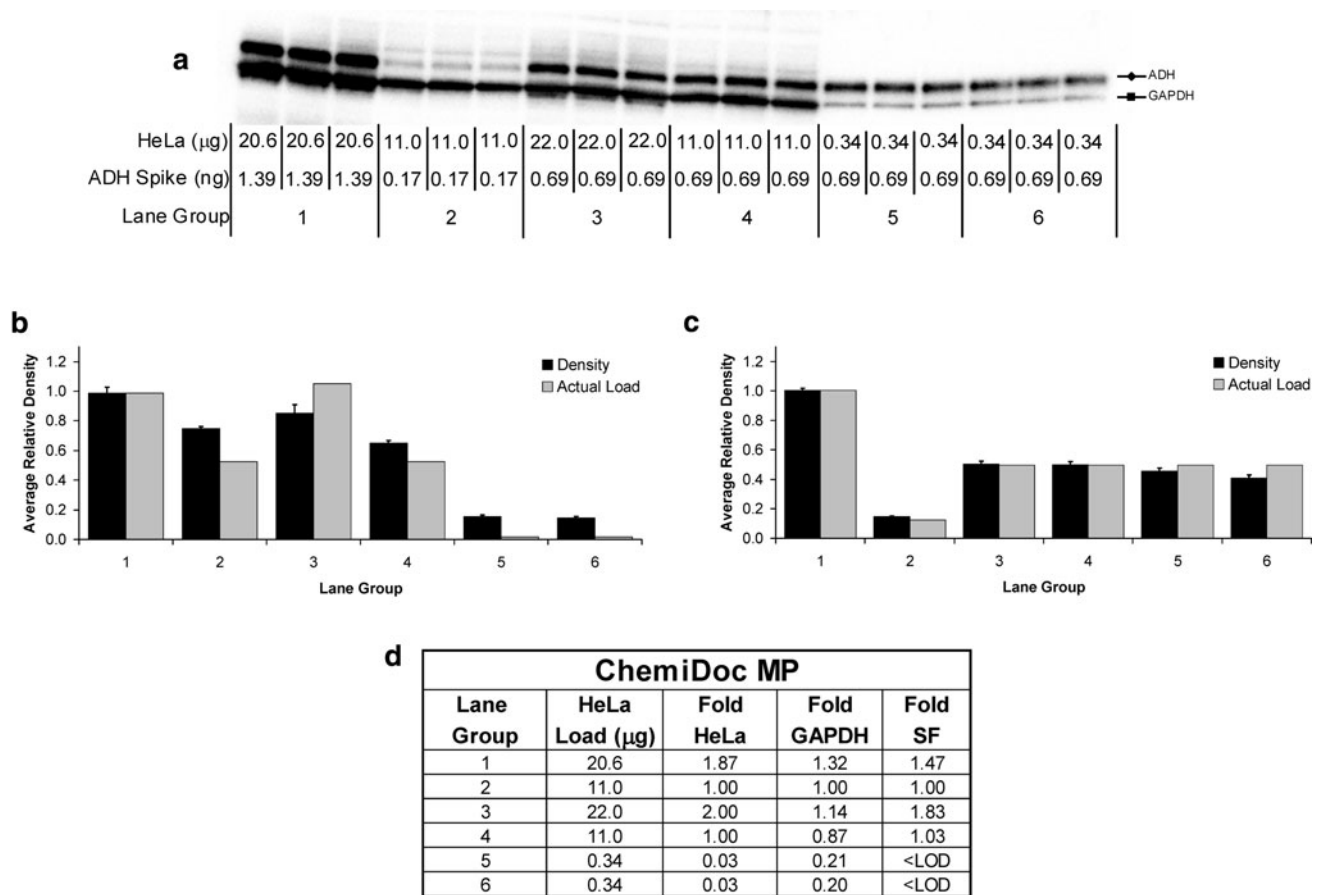 a
ADH
GAPDH
HeLa (µg) 20.6 20.6 20.6 11.0 11.0 11.0 22.0 22.0 22.0 11.0 11.0 11.0 0.34 0.34 0.34 0.34 0.34 0.34
ADH Spike (ng) 1.39 1.39 1.39 0.17 0.17 0.17 0.69 0.69 0.69 0.69 0.69 0.69 0.69 0.69 0.69 0.69 0.69 0.69
Lane Group 1 2 3 4 5 6
b
Average Relative Density
1.2
1.0
0.8
0.6
0.4
0.2
0.0
Density
Actual Load
1 2 3 4 5 6
Lane Group
c
Average Relative Density
1.2
1.0
0.8
0.6
0.4
0.2
0.0
Density
Actual Load
1 2 3 4 5 6
Lane Group
d
ChemiDoc MP
Lane Group HeLa Load (µg) Fold HeLa Fold GAPDH Fold SF
1 20.6 1.87 1.32 1.47
2 11.0 1.00 1.00 1.00
3 22.0 2.00 1.14 1.83
4 11.0 1.00 0.87 1.03
5 0.34 0.03 0.21 <LOD
6 0.34 0.03 0.20 <LOD